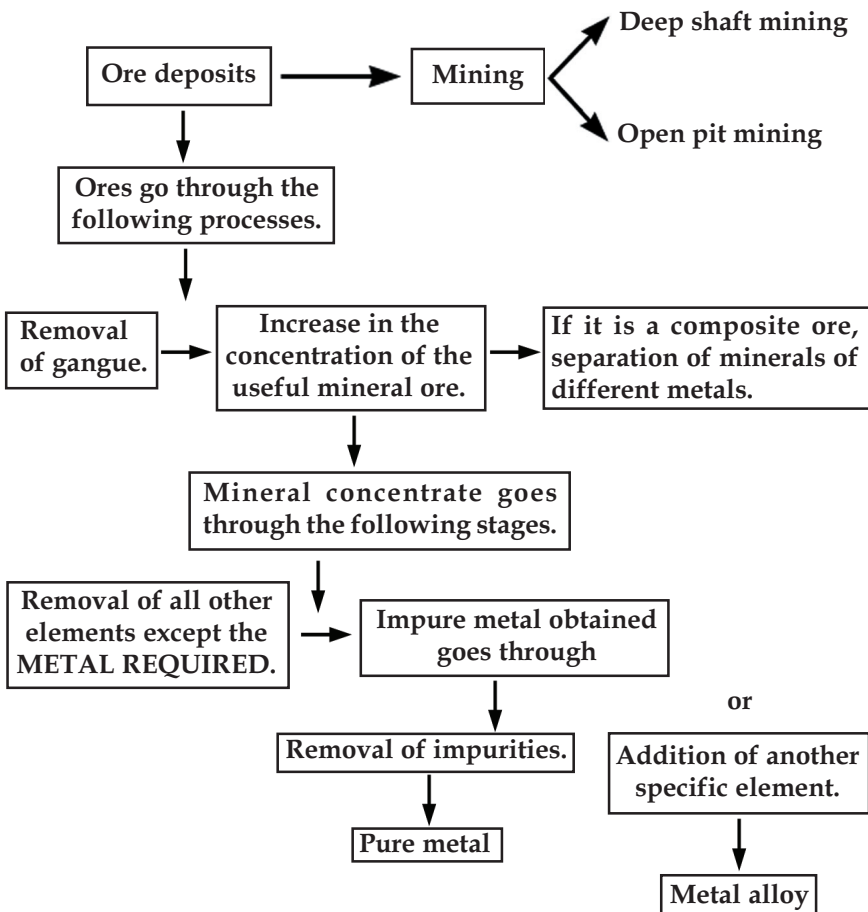 Ore deposits
Mining
Deep shaft mining
Open pit mining
Ores go through the
following processes.
Removal
of gangue.
Increase in the
concentration of the
useful mineral ore.
If it is a composite ore,
separation of minerals of
different metals.
Mineral concentrate goes
through the following stages.
Removal of all other
elements except the
METAL REQUIRED.
Impure metal obtained
goes through
Removal of impurities.
or
Addition of another
specific element.
Pure metal
Metal alloy